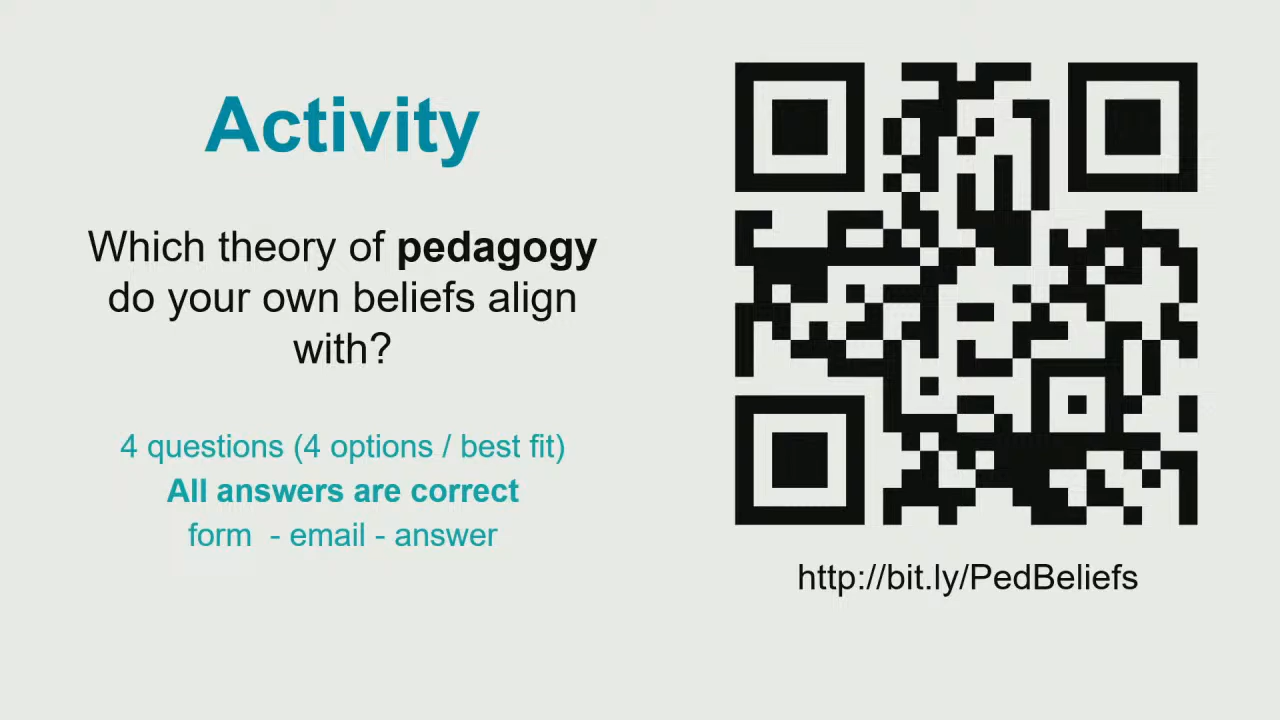 Activity
Which theory of pedagogy
do your own beliefs align
with?
4 questions (4 options / best fit)
All answers are correct
form  - email - answer
http://bit.ly/PedBeliefs